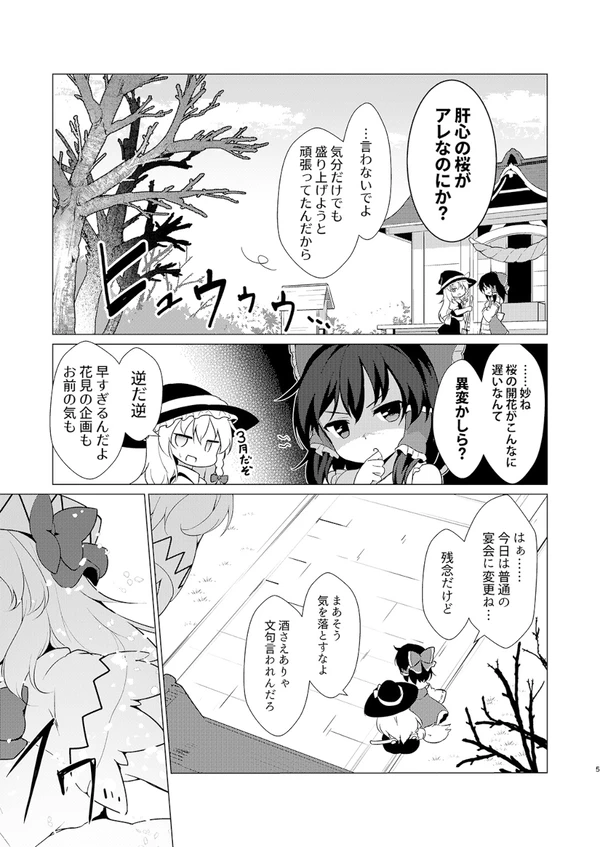 肝心の桜が
アレなのにか?
…言わないでよ
気分だけでも
盛り上げようと
頑張ってたんだから
ヒュウゥゥ…
……妙ね
桜の開花がこんなに
遅いなんて
異変かしら?
3月だぞ
逆だ逆
早すぎるんだよ
花見の企画も
お前の気も
はぁ……
今日は普通の
宴会に変更ね…
残念だけど
まあそう
気を落とすなよ
酒さえありゃ
文句言われんだろ
5